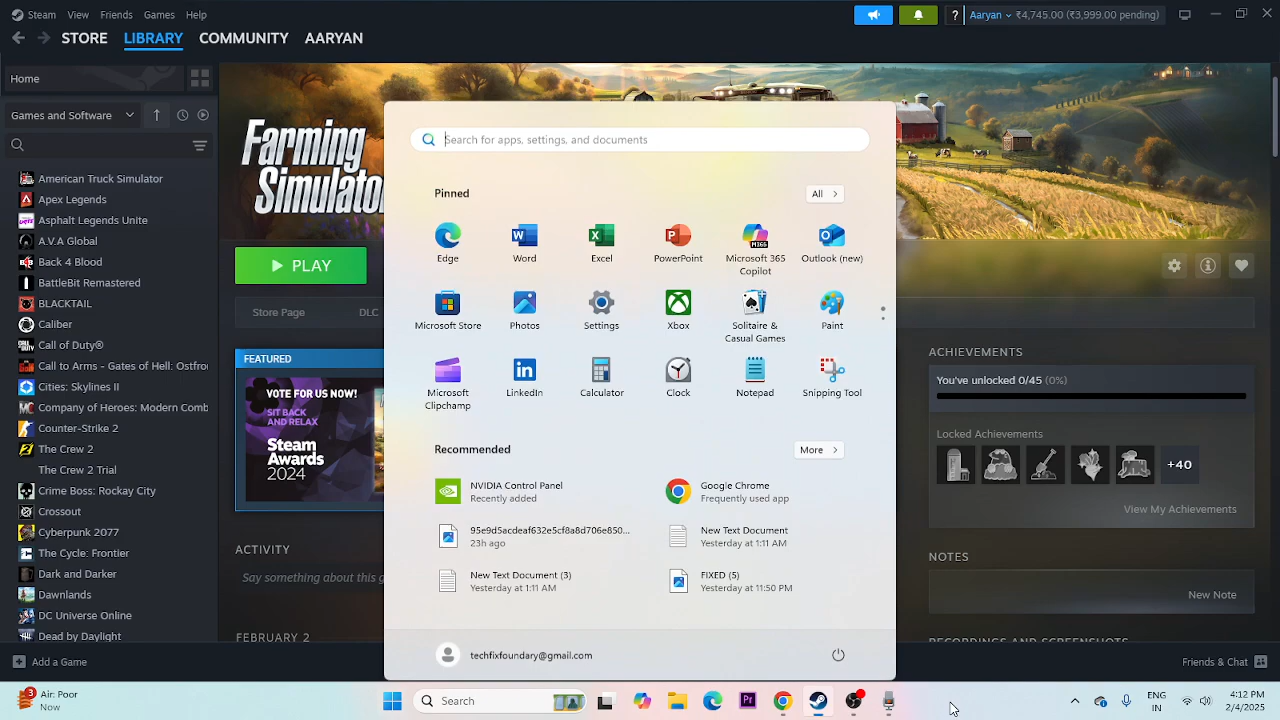 Steam View Friends Games Help
? Aaryan ₹4,745.00 (₹3,999.00 pending)
STORE LIBRARY COMMUNITY AARYAN
Home
Games and Software
American Truck Simulator
Apex Legends
Asphalt Legends Unite
A.V.A Global
Back 4 Blood
BattleBit Remastered
BACKTAIL
Caliber
Call of Duty®
Call to Arms - Gates of Hell: Ostfror
Cities: Skylines II
Company of Heroes: Modern Comb
Counter-Strike 2
The Crew 2
The Crew 2 Trial
Crime Boss: Rockay City
Crossout
Cyberpunk 2077
The Cycle: Frontier
Dark and Darker
Dawnlands
DC Universe Online
Dead by Daylight
Add a Game
Farming
Simulato
PLAY
Store Page DLC
FEATURED
VOTE FOR US NOW!
SIT BACK
AND RELAX
Steam
Awards
2024
ACTIVITY
Say something about this g
FEBRUARY 2
Search for apps, settings, and documents
Pinned
All
Edge
Word
Excel
PowerPoint
M365
Microsoft 365
Copilot
Outlook (new)
Microsoft Store
Photos
Settings
Xbox
Solitaire &
Casual Games
Paint
Microsoft
Clipchamp
LinkedIn
Calculator
Clock
Notepad
Snipping Tool
Recommended
More
NVIDIA Control Panel
Recently added
Google Chrome
Frequently used app
95e9d5acdeaf632e5cf8a8d706e850...
23h ago
New Text Document
Yesterday at 1:11 AM
New Text Document (3)
Yesterday at 1:11 AM
FIXED (5)
Yesterday at 11:50 PM
techfixfoundary@gmail.com
ACHIEVEMENTS
You've unlocked 0/45 (0%)
Locked Achievements
+40
View My Achievements
NOTES
New Note
RECORDINGS AND SCREENSHOTS
Friends & Chat
Air: Poor
Now
Search
Pr
ENG
IN
4:12 PM
2/4/2025